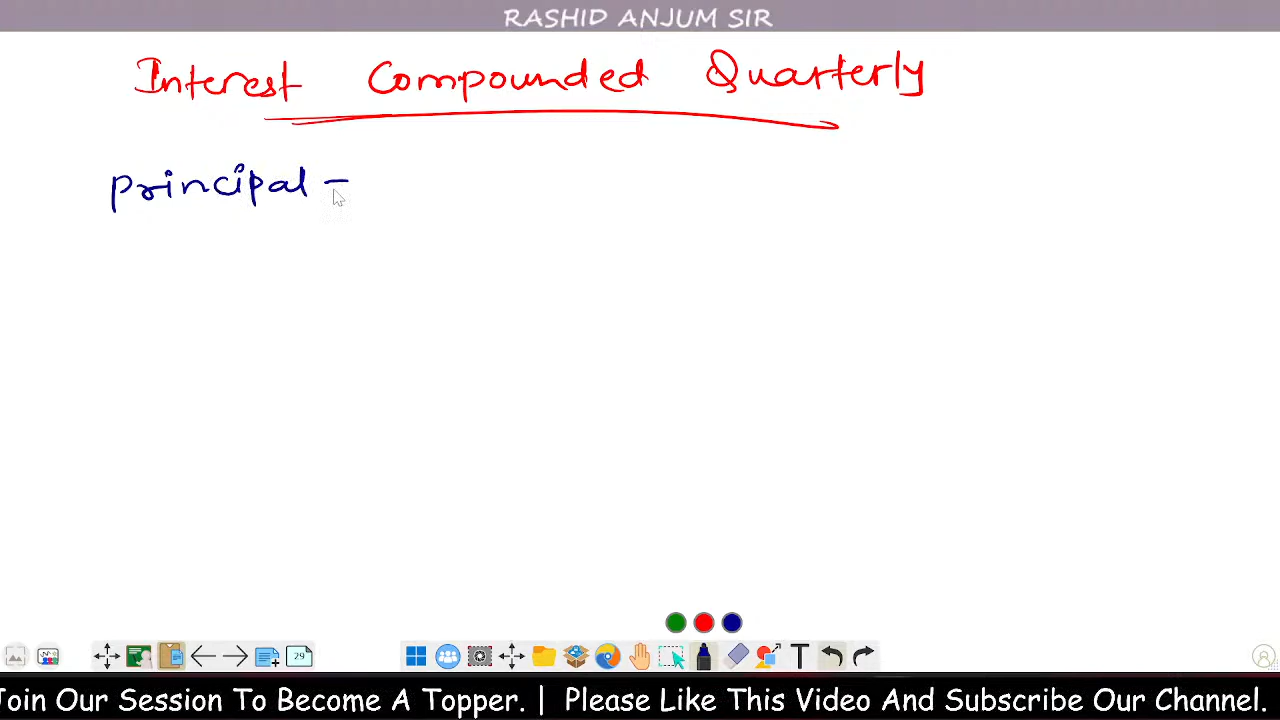 RASHID ANJUM SIR
Interest Compounded Quarterly
principal -
29
Join Our Session To Become A Topper. | Please Like This Video And Subscribe Our Channel.